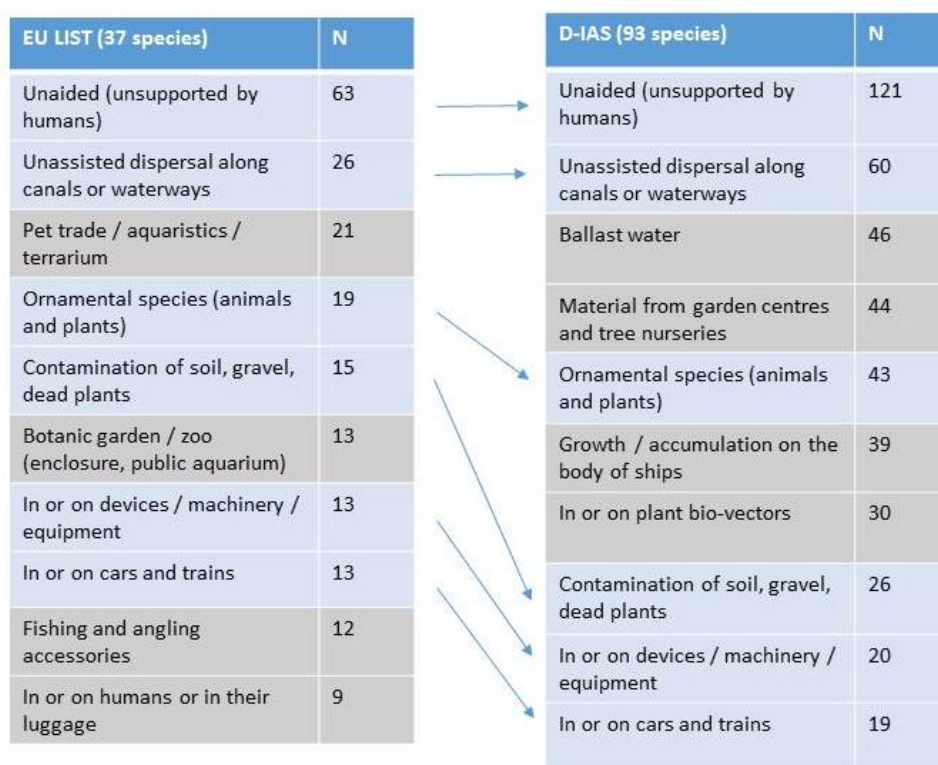 EU LIST (37 species) N
Unaided (unsupported by
humans) 63
Unassisted dispersal along
canals or waterways 26
Pet trade / aquaristics /
terrarium 21
Ornamental species (animals
and plants) 19
Contamination of soil, gravel,
dead plants 15
Botanic garden / zoo
(enclosure, public aquarium) 13
In or on devices / machinery /
equipment 13
In or on cars and trains 13
Fishing and angling
accessories 12
In or on humans or in their
luggage 9
D-IAS (93 species) N
Unaided (unsupported by
humans) 121
Unassisted dispersal along
canals or waterways 60
Ballast water 46
Material from garden centres
and tree nurseries 44
Ornamental species (animals
and plants) 43
Growth / accumulation on the
body of ships 39
In or on plant bio-vectors 30
Contamination of soil, gravel,
dead plants 26
In or on devices / machinery /
equipment 20
In or on cars and trains 19